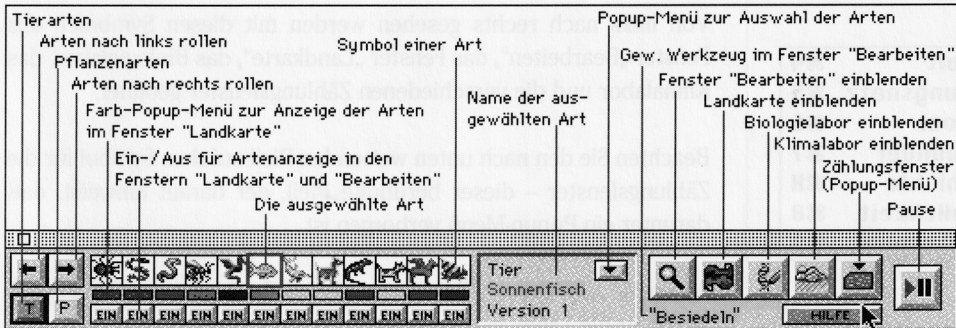 Tierarten
Arten nach links rollen
Pflanzenarten
Arten nach rechts rollen
Farb-Popup-Menü zur Anzeige der Arten
im Fenster "Landkarte"
Ein-/Aus für Artenanzeige in den
Fenstern "Landkarte" und "Bearbeiten"
Die ausgewählte Art
Symbol einer Art
Name der aus-
gewählten Art
Popup-Menü zur Auswahl der Arten
Gew. Werkzeug im Fenster "Bearbeiten"
Fenster "Bearbeiten" einblenden
Landkarte einblenden
Biologielabor einblenden
Klimalabor einblenden
Zählungsfenster
(Popup-Menü)
Pause
T P
EIN EIN EIN EIN EIN EIN EIN EIN EIN EIN EIN EIN
Tier
Sonnenfisch
Version 1
"Besiedeln"
HILFE